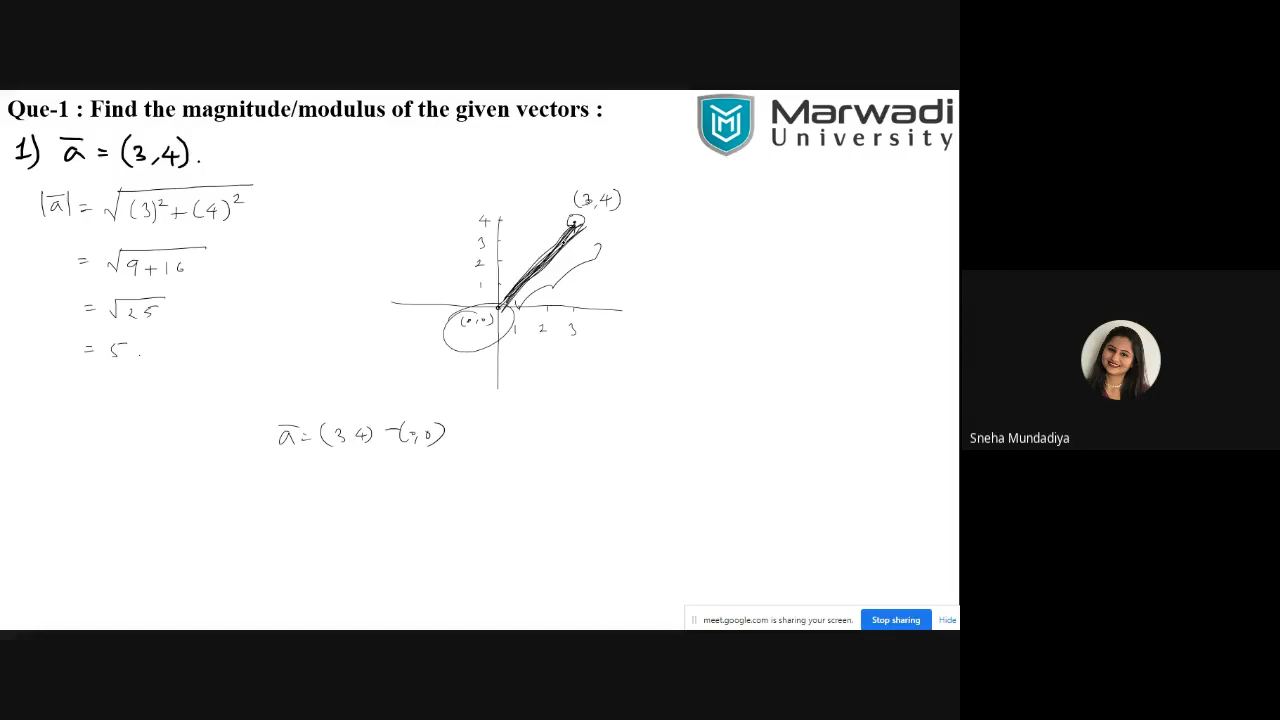 Que-1 : Find the magnitude/modulus of the given vectors :
Marwadi
University
1) a̅ = (3,4).
|a̅| = √(3)² + (4)²
= √9+16
= √25
= 5 .
(3,4)
4
3
2
1
(0,0)
1 2 3
a̅ = (3 4) - (0,0)
Sneha Mundadiya
meet.google.com is sharing your screen. Stop sharing Hide